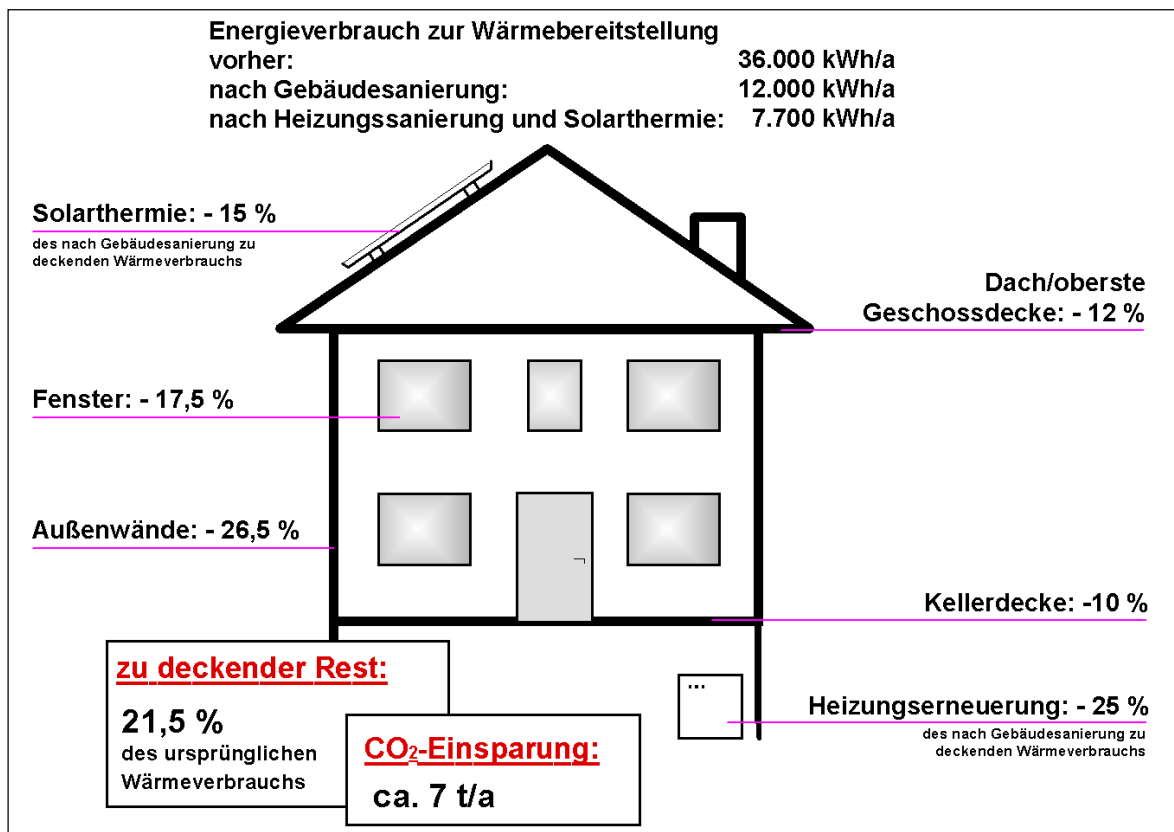 Energieverbrauch zur Wärmebereitstellung
vorher: 36.000 kWh/a
nach Gebäudesanierung: 12.000 kWh/a
nach Heizungssanierung und Solarthermie: 7.700 kWh/a
Solarthermie: - 15 %
des nach Gebäudesanierung zu
deckenden Wärmeverbrauchs
Dach/oberste
Geschossdecke: - 12 %
Fenster: - 17,5 %
Außenwände: - 26,5 %
Kellerdecke: -10 %
zu deckender Rest:
21,5 %
des ursprünglichen
Wärmeverbrauchs
CO2-Einsparung:
ca. 7 t/a
Heizungserneuerung: - 25 %
des nach Gebäudesanierung zu
deckenden Wärmeverbrauchs